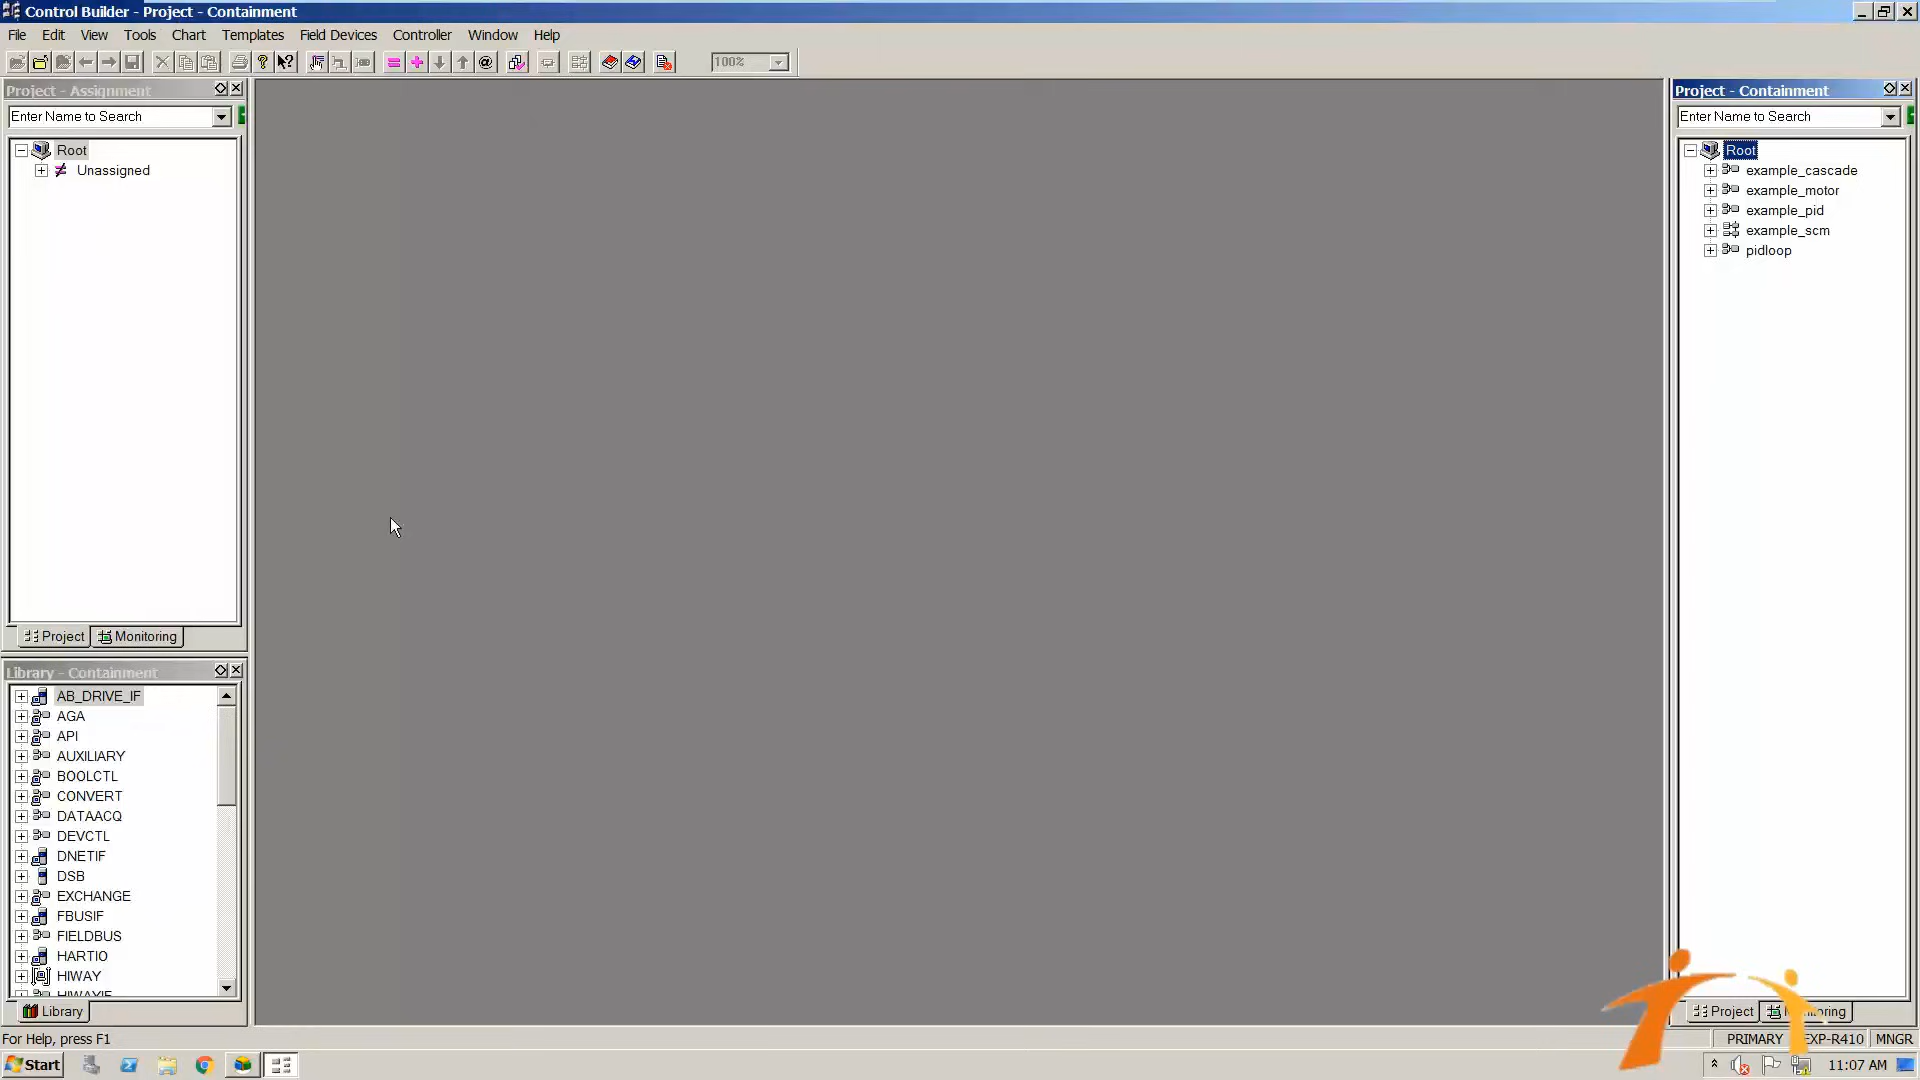 Control Builder - Project - Containment
File Edit View Tools Chart Templates Field Devices Controller Window Help
100%
Project - Assignment
Enter Name to Search
Root
Unassigned
Project Monitoring
Library - Containment
AB_DRIVE_IF
AGA
API
AUXILIARY
BOOLCTL
CONVERT
DATAACQ
DEVCTL
DNETIF
DSB
EXCHANGE
FBUSIF
FIELDBUS
HARTIO
HIWAY
HIWAYIF
Library
Project - Containment
Enter Name to Search
Root
example_cascade
example_motor
example_pid
example_scm
pidloop
Project
For Help, press F1
PRIMARY EXP-R410 MNGR
Start
11:07 AM